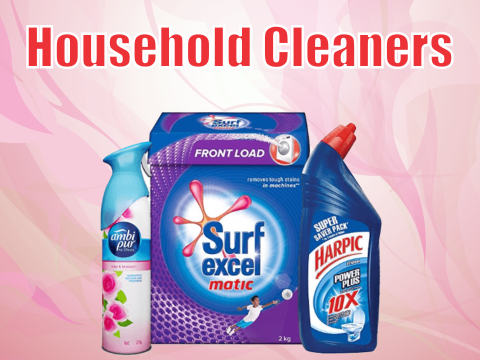 Household Cleaners
Surf
excel
FRONT LOAD
removes tough stains
in machines
Surf
excel
matic
2 kg
ambi
pur
SUPER
SAVER PACK
HARPIC
POWER
PLUS
10X